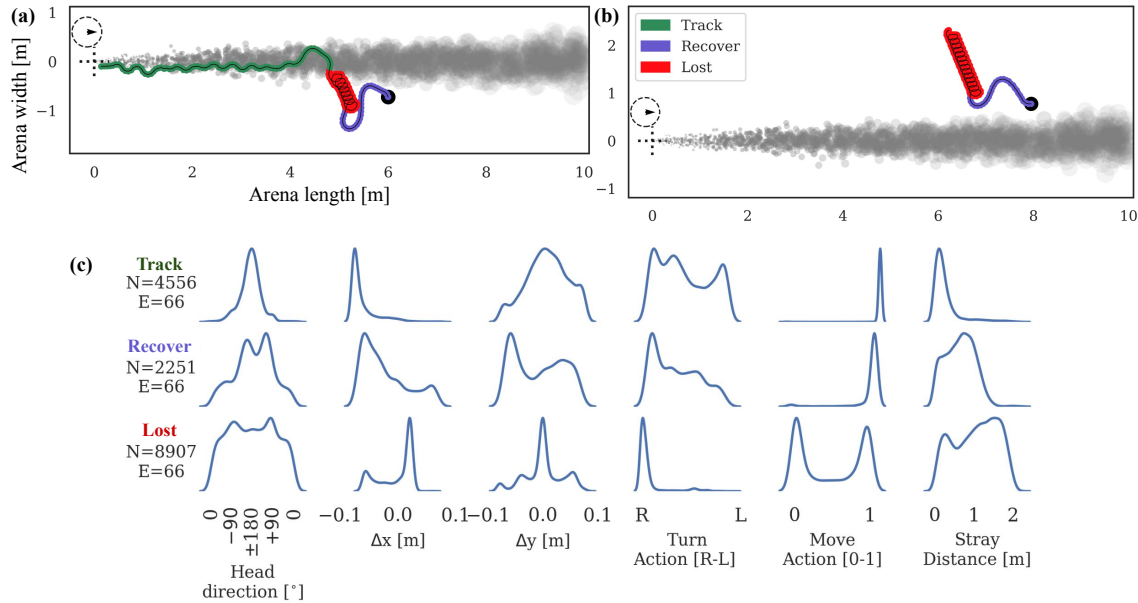 (a)
1
0
−1
Arena width [m]
0
2
4
6
8
10
Arena length [m]
(b)
Track
Recover
Lost
2
1
0
−1
0
2
4
6
8
10
(c)
Track
N=4556
E=66
Recover
N=2251
E=66
Lost
N=8907
E=66
0
−90
±180
+90
0
Head
direction [°]
−0.1
0.0
0.1
Δx [m]
−0.1
0.0
0.1
Δy [m]
R
L
Turn
Action [R-L]
0
1
Move
Action [0-1]
0
1
2
Stray
Distance [m]